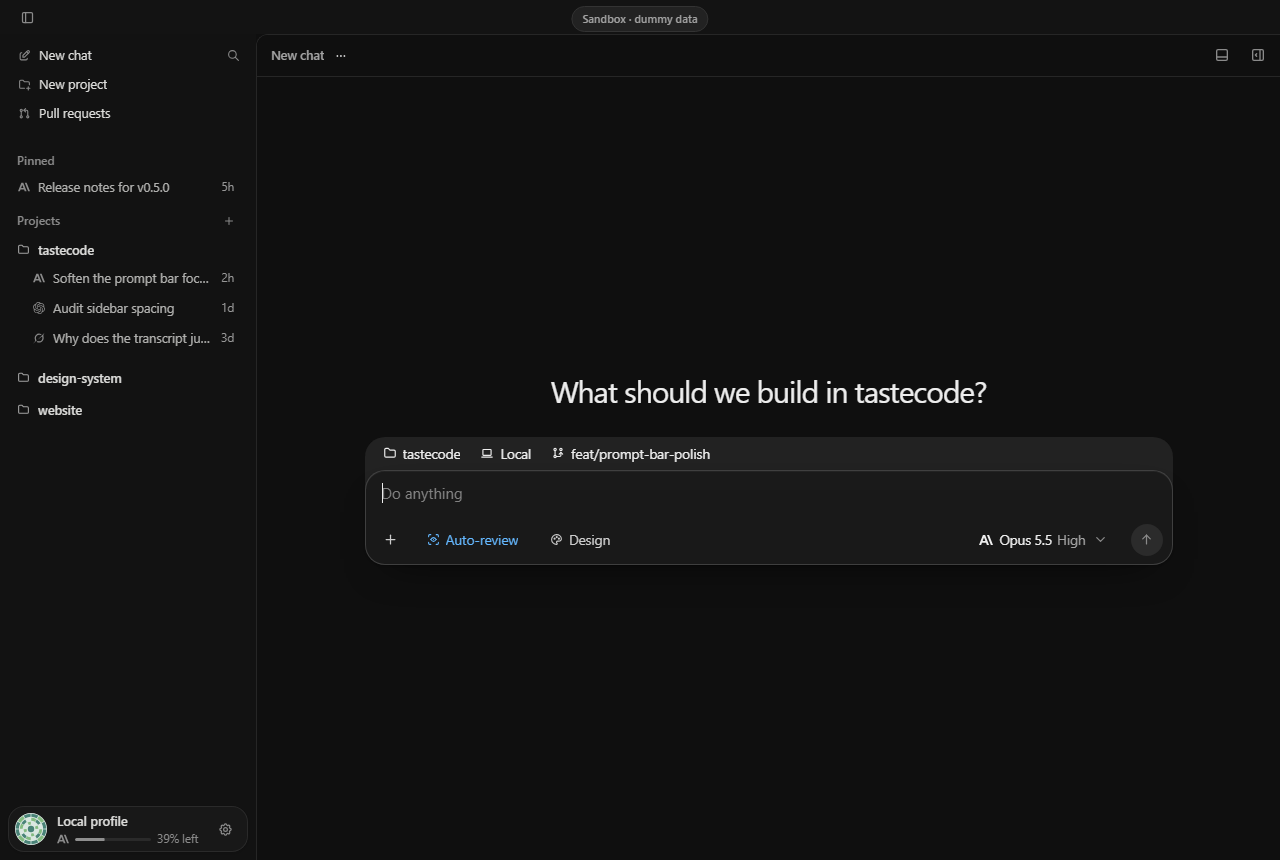 Sandbox · dummy data
New chat
New project
Pull requests
Pinned
Release notes for v0.5.0 5h
Projects
tastecode
Soften the prompt bar foc... 2h
Audit sidebar spacing 1d
Why does the transcript ju... 3d
design-system
website
Local profile
39% left
New chat ...
What should we build in tastecode?
tastecode Local feat/prompt-bar-polish
Do anything
+ Auto-review Design Opus 5.5 High